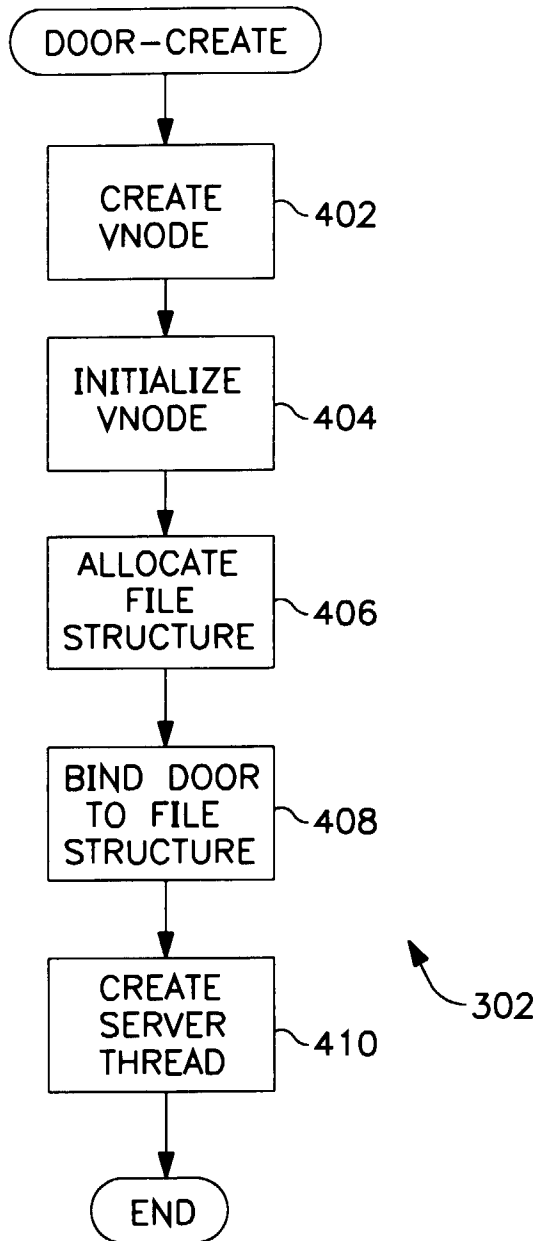 DOOR-CREATE
CREATE
VNODE
402
INITIALIZE
VNODE
404
ALLOCATE
FILE
STRUCTURE
406
BIND DOOR
TO FILE
STRUCTURE
408
CREATE
SERVER
THREAD
410
302
END